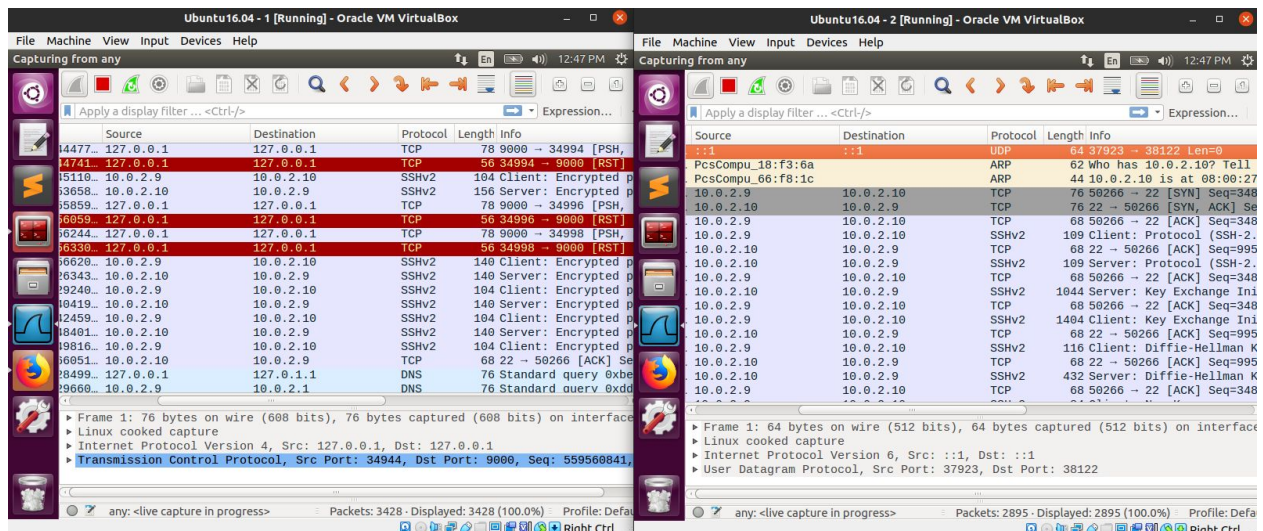 Ubuntu16.04 - 1 [Running] - Oracle VM VirtualBox
File Machine View Input Devices Help
Capturing from any
En
12:47 PM
Apply a display filter ... <Ctrl-/>
Expression...
Source Destination Protocol Length Info
44477... 127.0.0.1 127.0.0.1 TCP 78 9000 → 34994 [PSH,
44741... 127.0.0.1 127.0.0.1 TCP 56 34994 → 9000 [RST]
45110... 10.0.2.9 10.0.2.10 SSHv2 104 Client: Encrypted p
53658... 10.0.2.10 10.0.2.9 SSHv2 156 Server: Encrypted p
55859... 127.0.0.1 127.0.0.1 TCP 78 9000 → 34996 [PSH,
56059... 127.0.0.1 127.0.0.1 TCP 56 34996 → 9000 [RST]
56244... 127.0.0.1 127.0.0.1 TCP 78 9000 → 34998 [PSH,
56330... 127.0.0.1 127.0.0.1 TCP 56 34998 → 9000 [RST]
56620... 10.0.2.9 10.0.2.10 SSHv2 140 Client: Encrypted p
26343... 10.0.2.10 10.0.2.9 SSHv2 140 Server: Encrypted p
29240... 10.0.2.9 10.0.2.10 SSHv2 104 Client: Encrypted p
40419... 10.0.2.10 10.0.2.9 SSHv2 140 Server: Encrypted p
42459... 10.0.2.9 10.0.2.10 SSHv2 104 Client: Encrypted p
48401... 10.0.2.10 10.0.2.9 SSHv2 140 Server: Encrypted p
49816... 10.0.2.9 10.0.2.10 SSHv2 104 Client: Encrypted p
56051... 10.0.2.10 10.0.2.9 TCP 68 22 → 50266 [ACK] Se
28499... 127.0.0.1 127.0.1.1 DNS 76 Standard query 0xbe
29660... 10.0.2.9 10.0.2.1 DNS 76 Standard query 0xdd
Frame 1: 76 bytes on wire (608 bits), 76 bytes captured (608 bits) on interface
Linux cooked capture
Internet Protocol Version 4, Src: 127.0.0.1, Dst: 127.0.0.1
Transmission Control Protocol, Src Port: 34944, Dst Port: 9000, Seq: 559560841,
any: <live capture in progress> Packets: 3428 · Displayed: 3428 (100.0%) Profile: Defau
Right Ctrl
Ubuntu16.04 - 2 [Running] - Oracle VM VirtualBox
File Machine View Input Devices Help
Capturing from any
En
12:47 PM
Apply a display filter ... <Ctrl-/>
Expression...
Source Destination Protocol Length Info
::1 ::1 UDP 64 37923 → 38122 Len=0
PcsCompu_18:f3:6a ARP 62 Who has 10.0.2.10? Tell
PcsCompu_66:f8:1c ARP 44 10.0.2.10 is at 08:00:27
10.0.2.9 10.0.2.10 TCP 76 50266 → 22 [SYN] Seq=348
10.0.2.10 10.0.2.9 TCP 76 22 → 50266 [SYN, ACK] Se
10.0.2.9 10.0.2.10 TCP 68 50266 → 22 [ACK] Seq=348
10.0.2.9 10.0.2.10 SSHv2 109 Client: Protocol (SSH-2.
10.0.2.10 10.0.2.9 TCP 68 22 → 50266 [ACK] Seq=995
10.0.2.10 10.0.2.9 SSHv2 109 Server: Protocol (SSH-2.
10.0.2.9 10.0.2.10 TCP 68 50266 → 22 [ACK] Seq=348
10.0.2.10 10.0.2.9 SSHv2 1044 Server: Key Exchange Ini
10.0.2.9 10.0.2.10 TCP 68 50266 → 22 [ACK] Seq=348
10.0.2.9 10.0.2.10 SSHv2 1404 Client: Key Exchange Ini
10.0.2.10 10.0.2.9 TCP 68 22 → 50266 [ACK] Seq=995
10.0.2.9 10.0.2.10 SSHv2 116 Client: Diffie-Hellman K
10.0.2.10 10.0.2.9 TCP 68 22 → 50266 [ACK] Seq=995
10.0.2.10 10.0.2.9 SSHv2 432 Server: Diffie-Hellman K
10.0.2.9 10.0.2.10 TCP 68 50266 → 22 [ACK] Seq=348
Frame 1: 64 bytes on wire (512 bits), 64 bytes captured (512 bits) on interface
Linux cooked capture
Internet Protocol Version 6, Src: ::1, Dst: ::1
User Datagram Protocol, Src Port: 37923, Dst Port: 38122
any: <live capture in progress> Packets: 2895 · Displayed: 2895 (100.0%) Profile: Defa
Right Ctrl